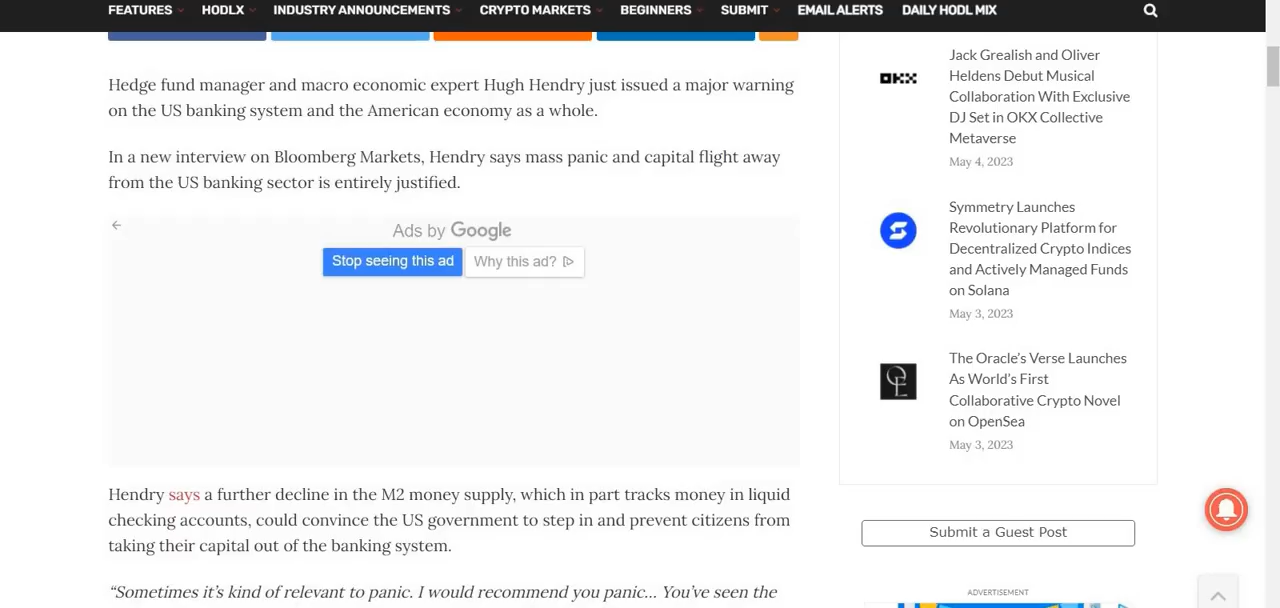 FEATURES HODLX INDUSTRY ANNOUNCEMENTS CRYPTO MARKETS BEGINNERS SUBMIT EMAIL ALERTS DAILY HODL MIX
Hedge fund manager and macro economic expert Hugh Hendry just issued a major warning
on the US banking system and the American economy as a whole.
In a new interview on Bloomberg Markets, Hendry says mass panic and capital flight away
from the US banking sector is entirely justified.
Ads by Google
Stop seeing this ad Why this ad?
Hendry says a further decline in the M2 money supply, which in part tracks money in liquid
checking accounts, could convince the US government to step in and prevent citizens from
taking their capital out of the banking system.
“Sometimes it’s kind of relevant to panic. I would recommend you panic… You’ve seen the
OKX
Jack Grealish and Oliver
Heldens Debut Musical
Collaboration With Exclusive
DJ Set in OKX Collective
Metaverse
May 4, 2023
Symmetry Launches
Revolutionary Platform for
Decentralized Crypto Indices
and Actively Managed Funds
on Solana
May 3, 2023
The Oracle’s Verse Launches
As World’s First
Collaborative Crypto Novel
on OpenSea
May 3, 2023
Submit a Guest Post
ADVERTISEMENT